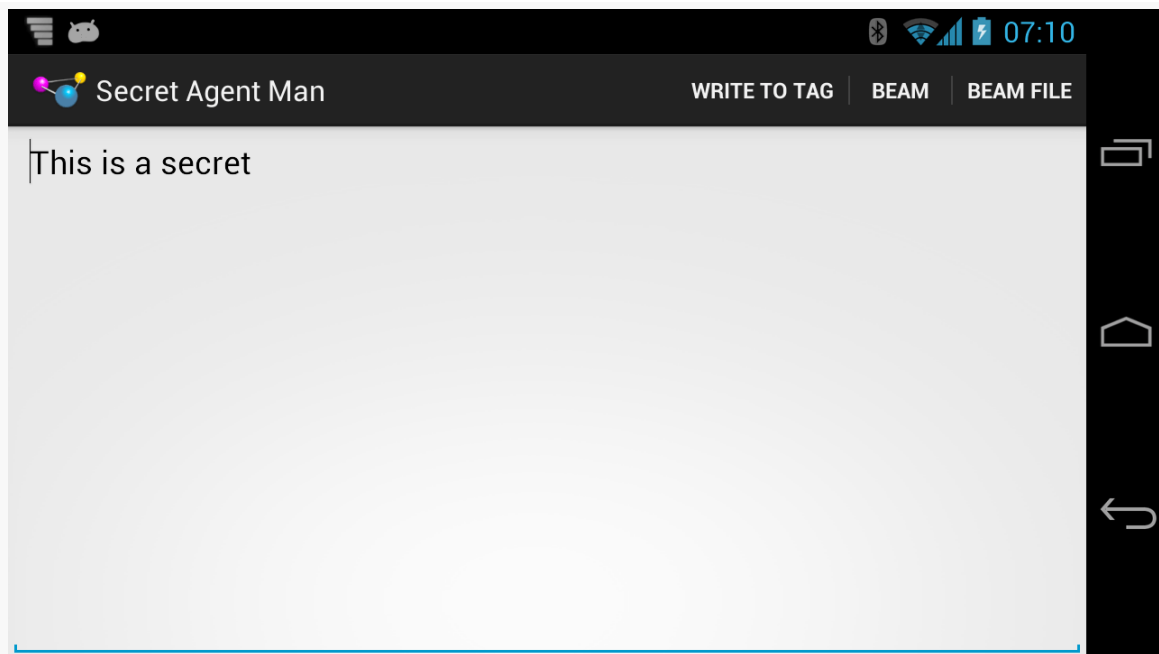 07:10
Secret Agent Man WRITE TO TAG BEAM BEAM FILE
This is a secret